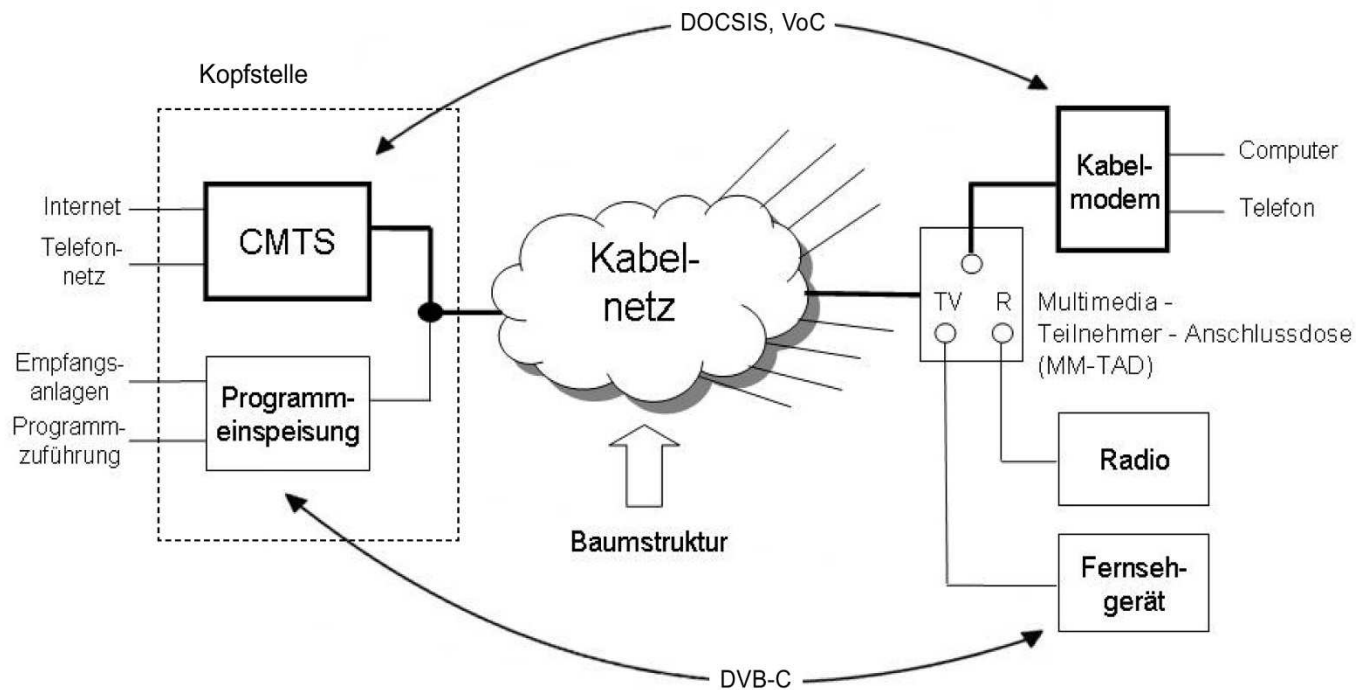 DOCSIS, VoC
Kopfstelle
CMTS
Internet
Telefon-
netz
Empfangs-
anlagen
Programm-
zuführung
Programm-
einspeisung
Kabel-
netz
Baumstruktur
Kabel-
modem
Computer
Telefon
TV R
Multimedia -
Teilnehmer - Anschlussdose
(MM-TAD)
Radio
Fernseh-
gerät
DVB-C